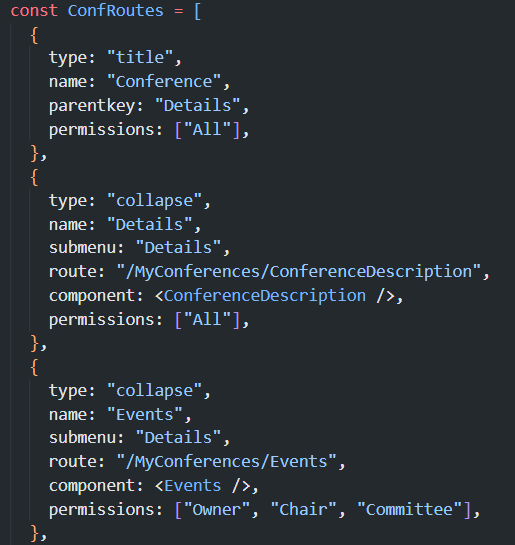 const ConfRoutes = [
  {
    type: "title",
    name: "Conference",
    parentkey: "Details",
    permissions: ["All"],
  },
  {
    type: "collapse",
    name: "Details",
    submenu: "Details",
    route: "/MyConferences/ConferenceDescription",
    component: <ConferenceDescription />,
    permissions: ["All"],
  },
  {
    type: "collapse",
    name: "Events",
    submenu: "Details",
    route: "/MyConferences/Events",
    component: <Events />,
    permissions: ["Owner", "Chair", "Committee"],
  },